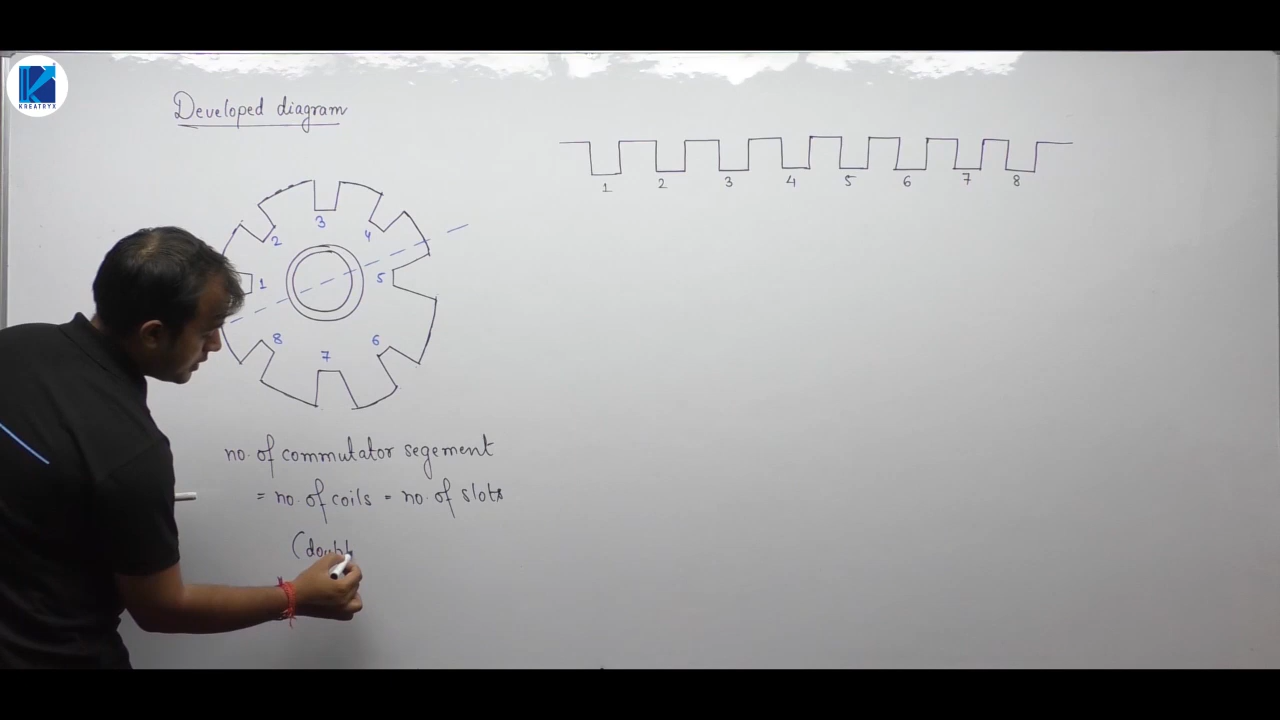 KREATRYX
Developed diagram
1 2 3 4 5 6 7 8
1 2 3 4 5 6 7 8
no. of commutator segement
= no. of coils = no. of slots
(doubl